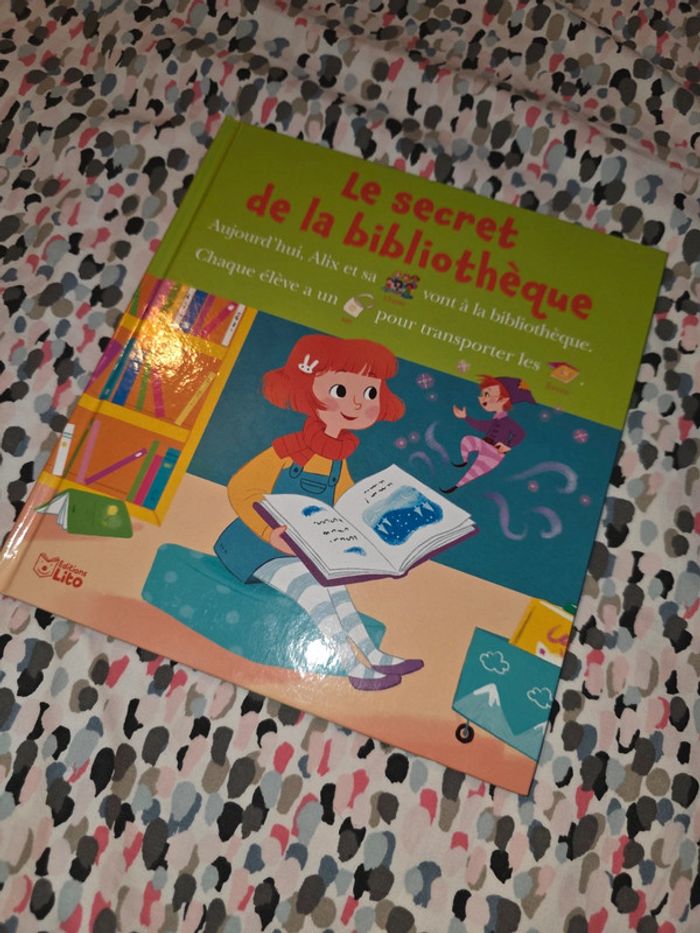 Le secret
de la bibliothèque
Aujourd'hui, Alix et sa vont à la bibliothèque.
Chaque élève a un pour transporter les .
Editions
Lito